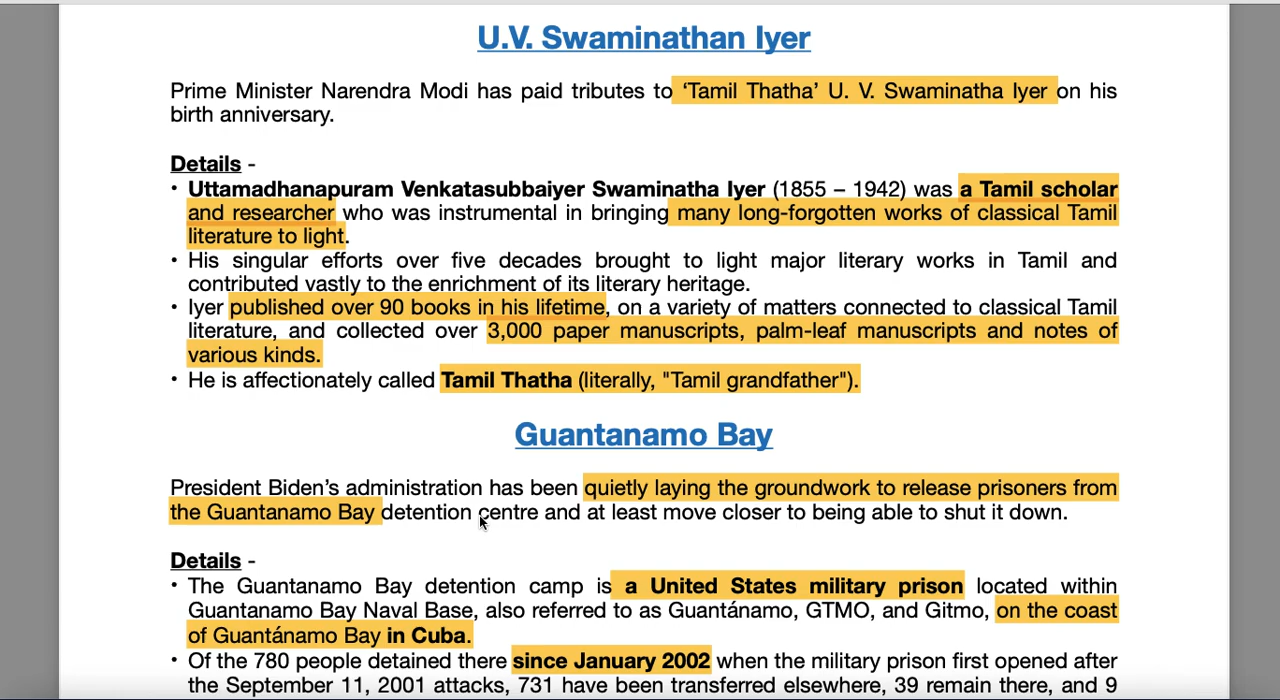 U.V. Swaminathan Iyer
Prime Minister Narendra Modi has paid tributes to ‘Tamil Thatha’ U. V. Swaminatha Iyer on his
birth anniversary.
Details -
• Uttamadhanapuram Venkatasubbaiyer Swaminatha Iyer (1855 – 1942) was a Tamil scholar
and researcher who was instrumental in bringing many long-forgotten works of classical Tamil
literature to light.
• His singular efforts over five decades brought to light major literary works in Tamil and
contributed vastly to the enrichment of its literary heritage.
• Iyer published over 90 books in his lifetime, on a variety of matters connected to classical Tamil
literature, and collected over 3,000 paper manuscripts, palm-leaf manuscripts and notes of
various kinds.
• He is affectionately called Tamil Thatha (literally, "Tamil grandfather").
Guantanamo Bay
President Biden’s administration has been quietly laying the groundwork to release prisoners from
the Guantanamo Bay detention centre and at least move closer to being able to shut it down.
Details -
• The Guantanamo Bay detention camp is a United States military prison located within
Guantanamo Bay Naval Base, also referred to as Guantánamo, GTMO, and Gitmo, on the coast
of Guantánamo Bay in Cuba.
• Of the 780 people detained there since January 2002 when the military prison first opened after
the September 11, 2001 attacks, 731 have been transferred elsewhere, 39 remain there, and 9